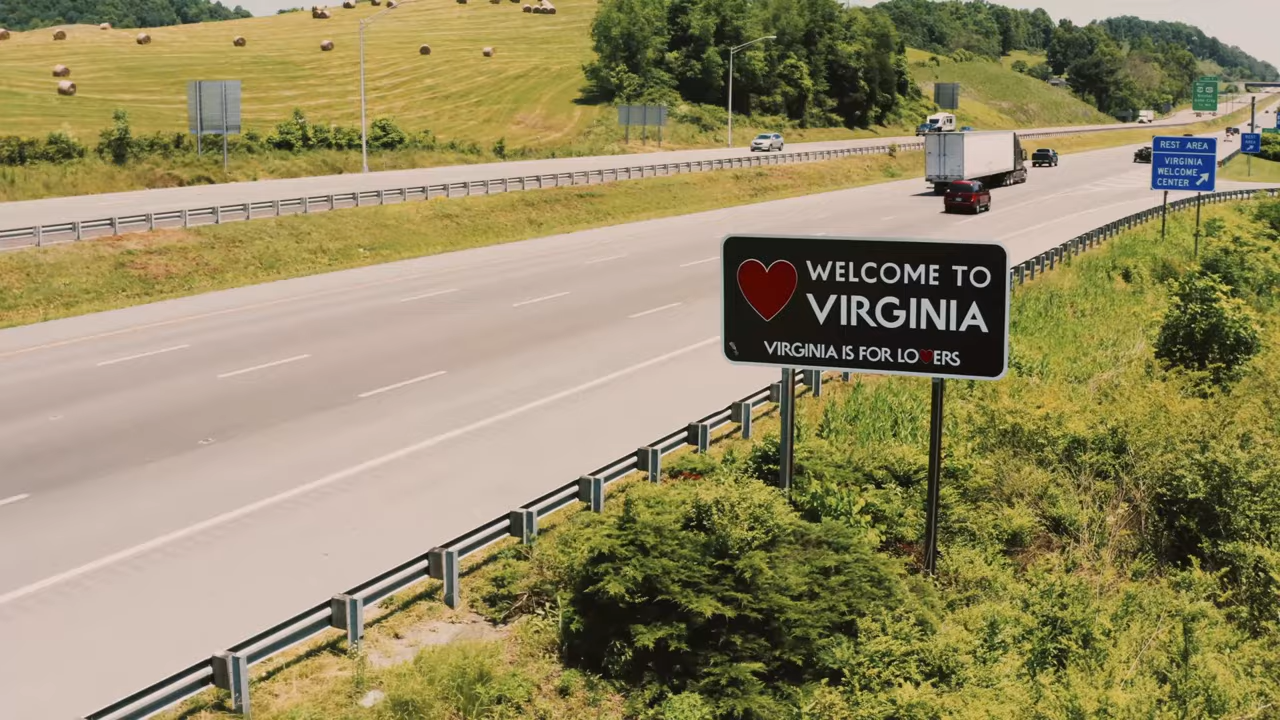 WELCOME TO
VIRGINIA
VIRGINIA IS FOR LOVERS
REST AREA
VIRGINIA
WELCOME
CENTER